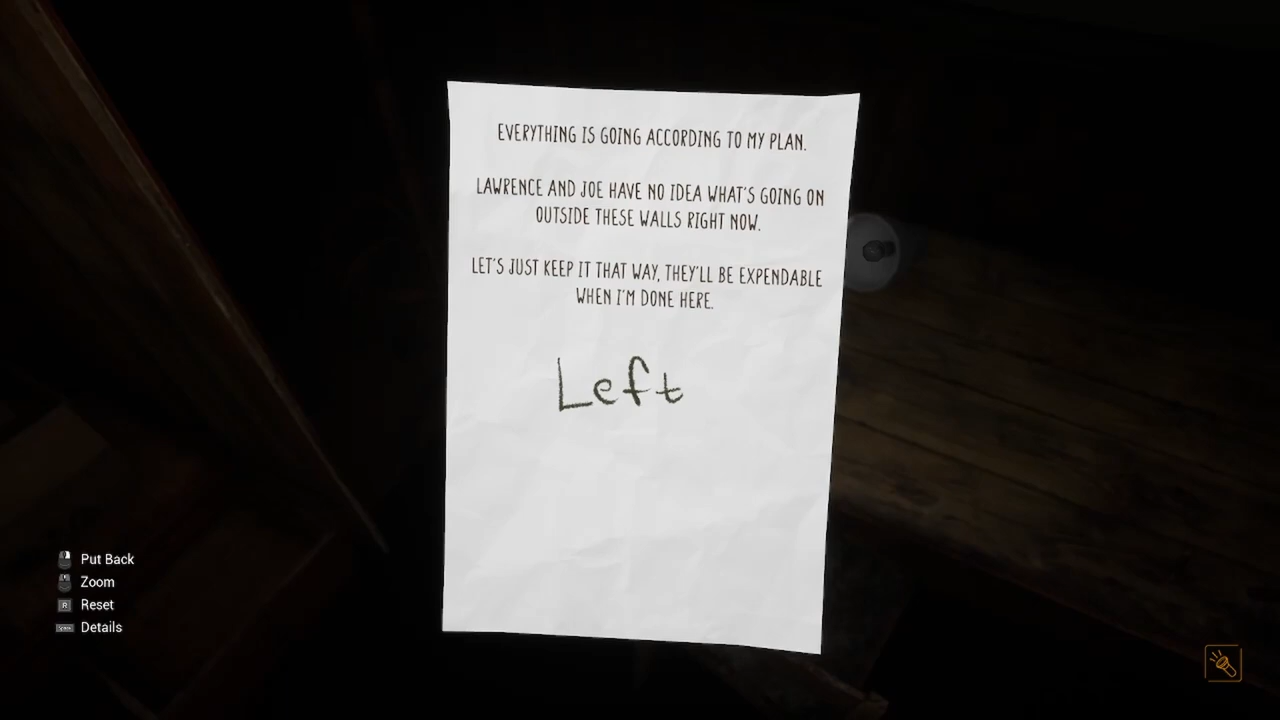 EVERYTHING IS GOING ACCORDING TO MY PLAN.
LAWRENCE AND JOE HAVE NO IDEA WHAT'S GOING ON
OUTSIDE THESE WALLS RIGHT NOW.
LET'S JUST KEEP IT THAT WAY, THEY'LL BE EXPENDABLE
WHEN I'M DONE HERE.
Left
Put Back
Zoom
R Reset
Space Details